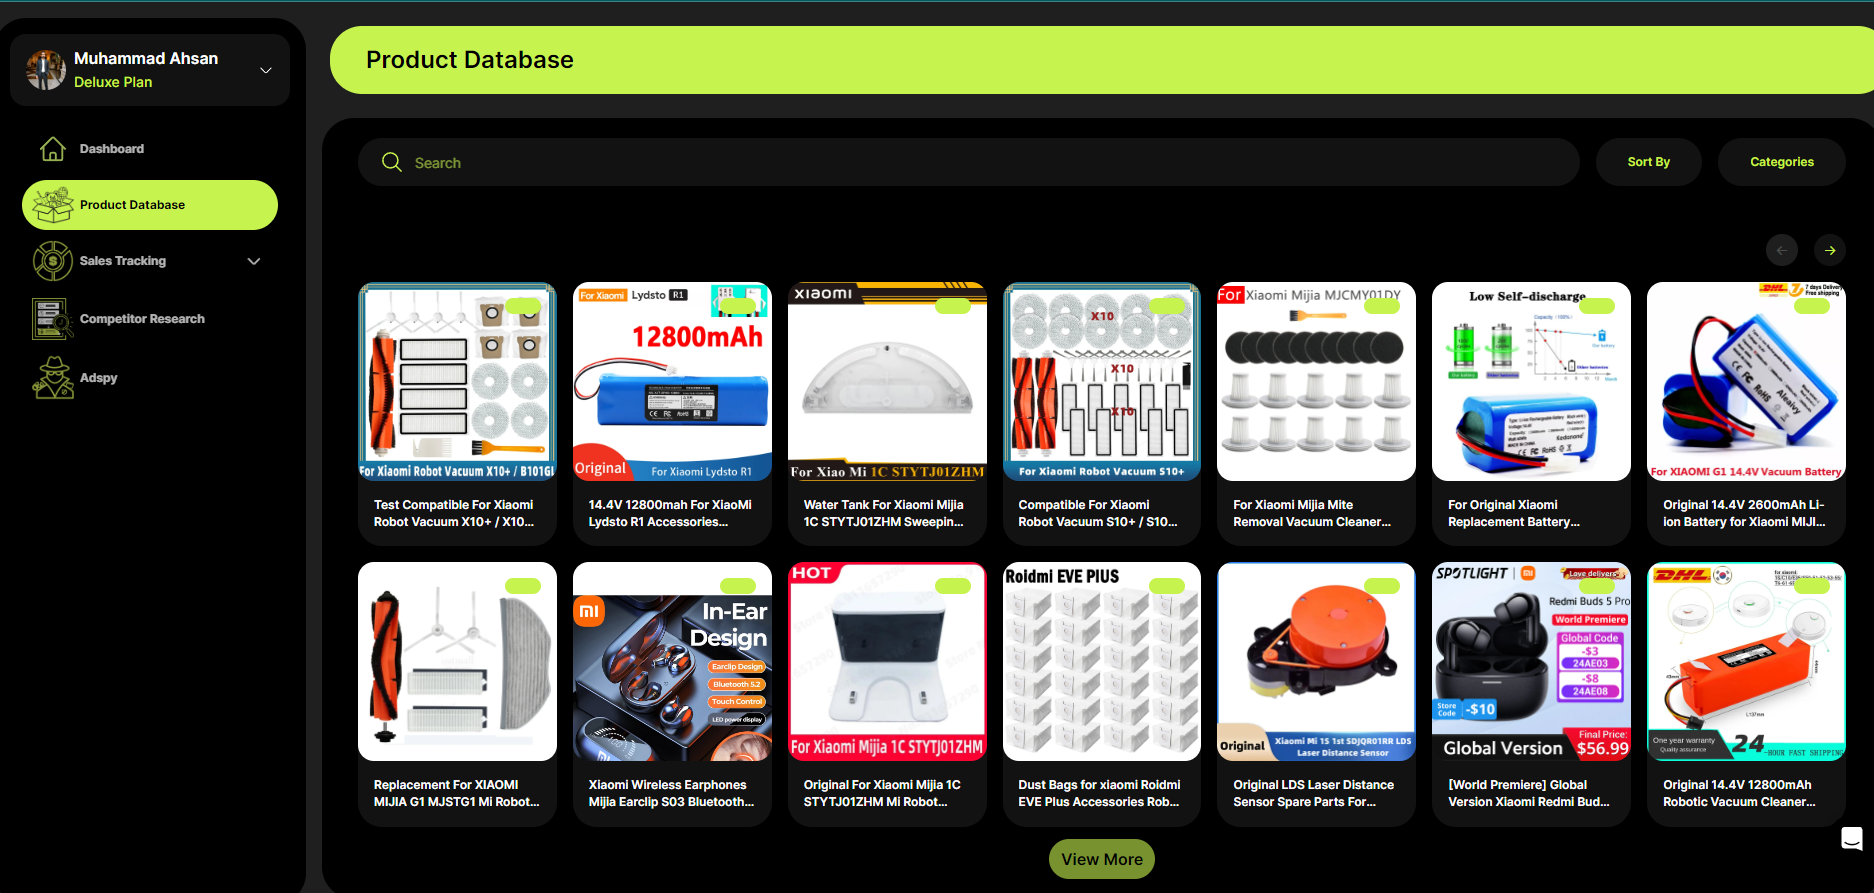 Muhammad Ahsan
Deluxe Plan
Dashboard
Product Database
Sales Tracking
Competitor Research
Adspy
Product Database
Search
Sort By
Categories
For Xiaomi Robot Vacuum X10+ / B101GL
Test Compatible For Xiaomi
Robot Vacuum X10+ / X10...
For Xiaomi Lydsto R1
12800mAh
Original
For Xiaomi Lydsto R1
14.4V 12800mah For XiaoMi
Lydsto R1 Accessories...
xiaomi
For Xiao Mi 1C STYTJ01ZHM
Water Tank For Xiaomi Mijia
1C STYTJ01ZHM Sweepin...
X10
X10
X10
For Xiaomi Robot Vacuum S10+
Compatible For Xiaomi
Robot Vacuum S10+ / S10...
For Xiaomi Mijia MJCMY01DY
For Xiaomi Mijia Mite
Removal Vacuum Cleaner...
Low Self-discharge
Capacity (100%)
Our battery
Other batteries
For Original Xiaomi
Replacement Battery...
DHL
7 days Delivery
Free shipping
For XIAOMI G1 14.4V Vacuum Battery
Original 14.4V 2600mAh Li-
ion Battery for Xiaomi MIJI...
Replacement For XIAOMI
MIJIA G1 MJSTG1 Mi Robot...
mi
In-Ear
Design
Earclip Design
Bluetooth 5.2
Touch Control
LED power display
Xiaomi Wireless Earphones
Mijia Earclip S03 Bluetooth...
HOT
For Xiaomi Mijia 1C STYTJ01ZHM
Original For Xiaomi Mijia 1C
STYTJ01ZHM Mi Robot...
Roidmi EVE PLUS
Dust Bags for xiaomi Roidmi
EVE Plus Accessories Rob...
Original
Xiaomi Mi 1S 1st SDJQR01RR LDS
Laser Distance Sensor
Original LDS Laser Distance
Sensor Spare Parts For...
SPOTLIGHT
mi
Love delivers
Redmi Buds 5 Pro
World Premiere
Global Code
-$3
24AE03
-$8
24AE08
Store
Code
-$10
Global Version
Final Price:
$56.99
[World Premiere] Global
Version Xiaomi Redmi Bud...
DHL
for xiaomi:
L137mm
One year warranty
Quality assurance
24-HOUR FAST SHIPPING
Original 14.4V 12800mAh
Robotic Vacuum Cleaner...
View More